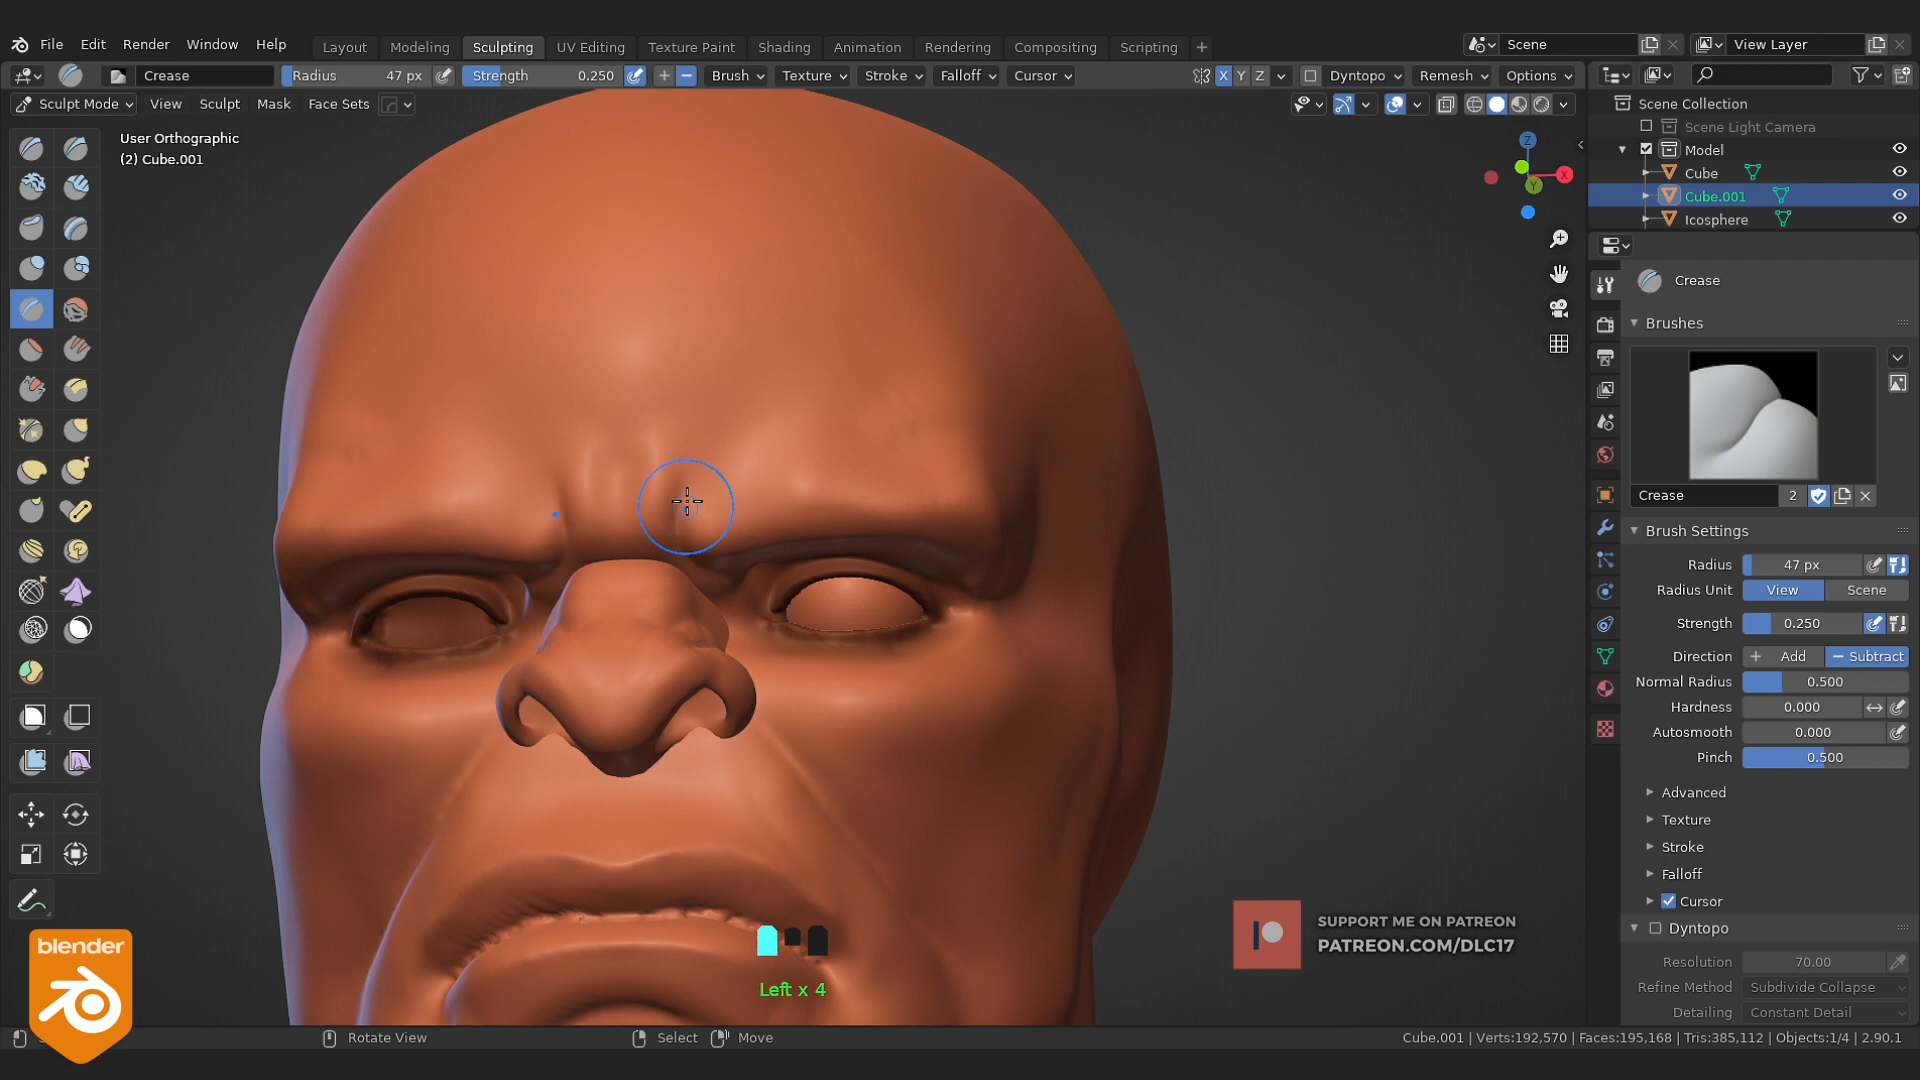 File Edit Render Window Help Layout Modeling Sculpting UV Editing Texture Paint Shading Animation Rendering Compositing Scripting + Scene View Layer
Crease Radius 47 px Strength 0.250 Brush Texture Stroke Falloff Cursor X Y Z Dyntopo Remesh Options
Sculpt Mode View Sculpt Mask Face Sets
User Orthographic
(2) Cube.001
Z
X
Y
Scene Collection
Scene Light Camera
Model
Cube
Cube.001
Icosphere
Crease
Brushes
Crease 2
Brush Settings
Radius 47 px
Radius Unit View Scene
Strength 0.250
Direction + Add − Subtract
Normal Radius 0.500
Hardness 0.000
Autosmooth 0.000
Pinch 0.500
Advanced
Texture
Stroke
Falloff
Cursor
Dyntopo
Resolution 70.00
Refine Method Subdivide Collapse
Detailing Constant Detail
SUPPORT ME ON PATREON
PATREON.COM/DLC17
Left x 4
blender
Rotate View Select Move Cube.001 | Verts:192,570 | Faces:195,168 | Tris:385,112 | Objects:1/4 | 2.90.1